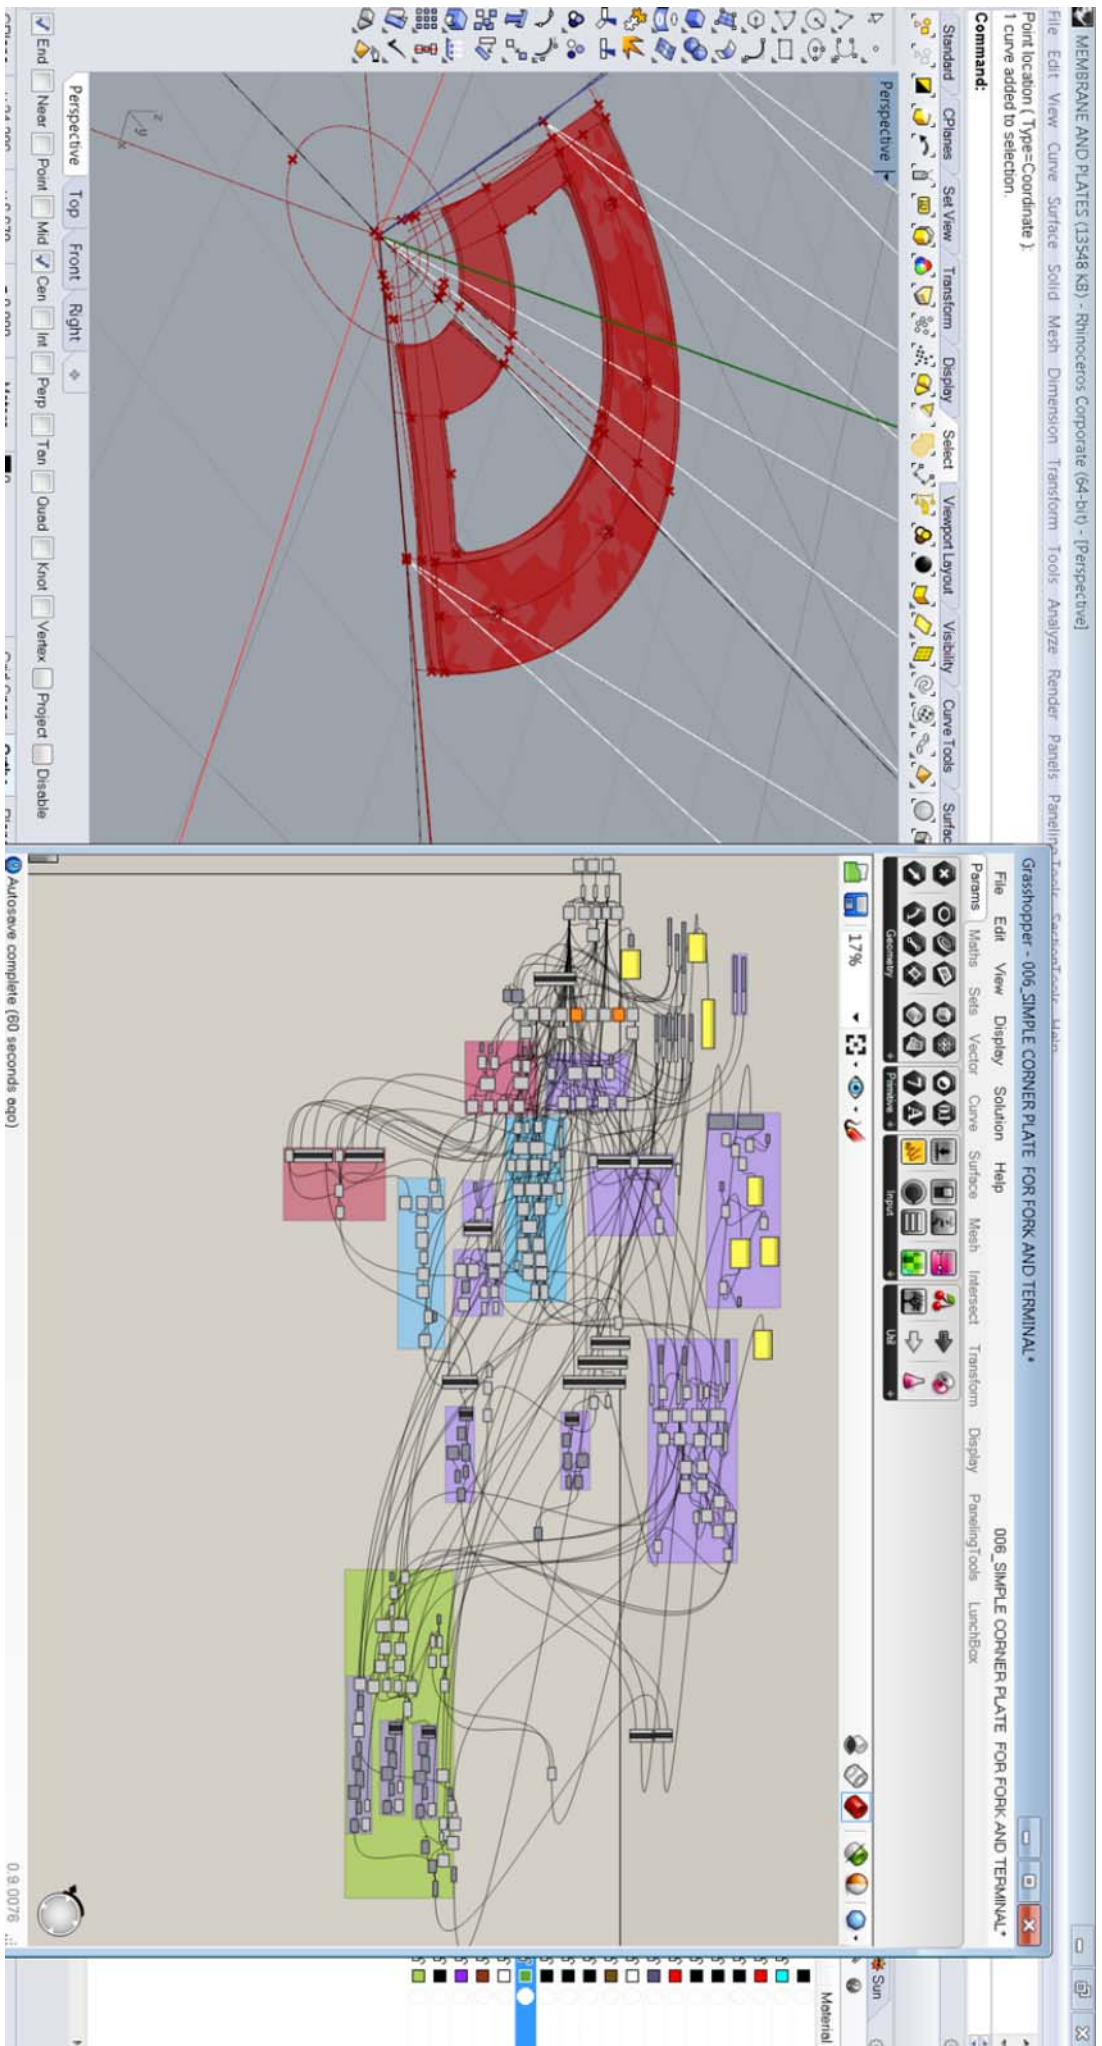 MEMBRANE AND PLATES (13548 KB) - Rhinoceros Corporate (64-bit) - [Perspective]
File Edit View Curve Surface Solid Mesh Dimension Transform Tools Analyze Render Panels Paneling Tools SectionTools Help
Point location ( Type=Coordinate ):
1 curve added to selection.
Command:
Standard CPlanes Set View Transform Display Select Viewport Layout Visibility Curve Tools Surfac
Perspective
z
y
x
Perspective Top Front Right
End Near Point Mid Cen Int Perp Tan Quad Knot Vertex Project Disable
Grasshopper - 006_SIMPLE CORNER PLATE FOR FORK AND TERMINAL*
File Edit View Display Solution Help
006_SIMPLE CORNER PLATE FOR FORK AND TERMINAL*
Params Maths Sets Vector Curve Surface Mesh Intersect Transform Display PanelingTools LunchBox
Geometry Primitive Input Util
17%
Autosave complete (60 seconds ago)
0.9.0076
Sun
Material